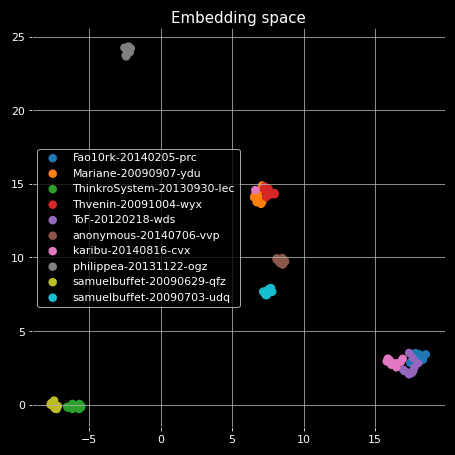 Embedding space
25
20
15
10
5
0
Fao10rk-20140205-prc
Mariane-20090907-ydu
ThinkroSystem-20130930-lec
Thvenin-20091004-wyx
ToF-20120218-wds
anonymous-20140706-vvp
karibu-20140816-cvx
philippea-20131122-ogz
samuelbuffet-20090629-qfz
samuelbuffet-20090703-udq
−5 0 5 10 15